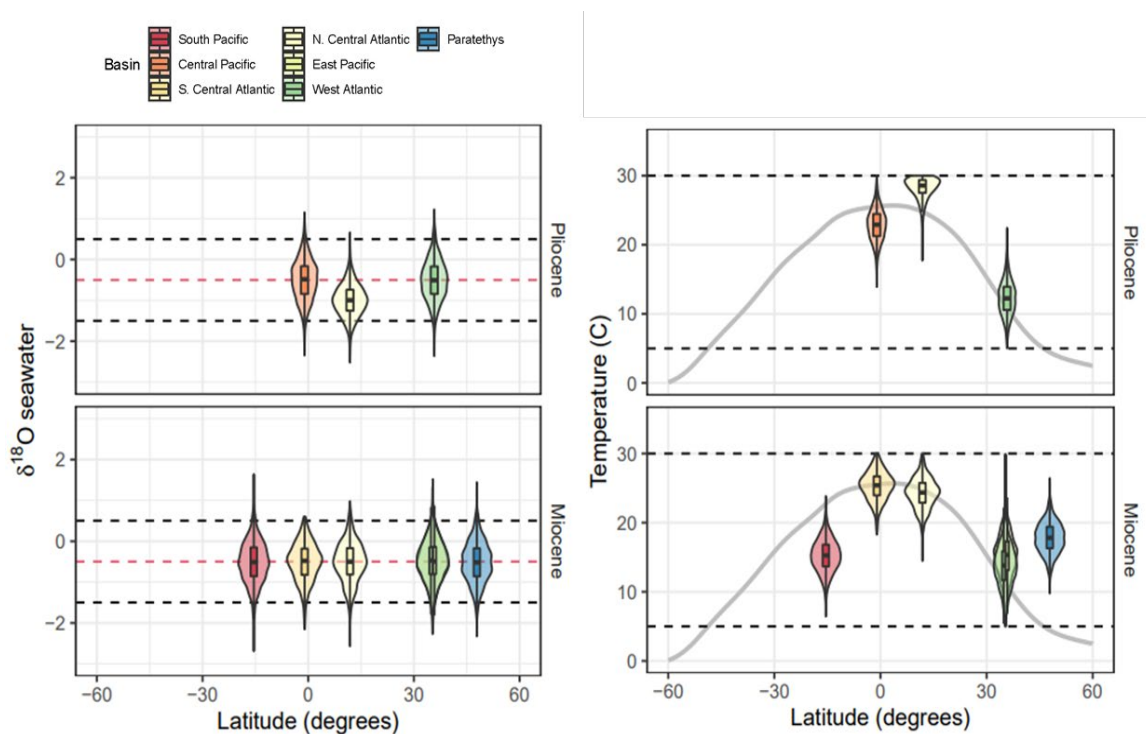 South Pacific
N. Central Atlantic
Paratethys
Basin
Central Pacific
East Pacific
S. Central Atlantic
West Atlantic
δ18O seawater
2
0
−2
Pliocene
2
0
−2
Miocene
−60
−30
0
30
60
Latitude (degrees)
Temperature (C)
30
20
10
0
Pliocene
30
20
10
0
Miocene
−60
−30
0
30
60
Latitude (degrees)